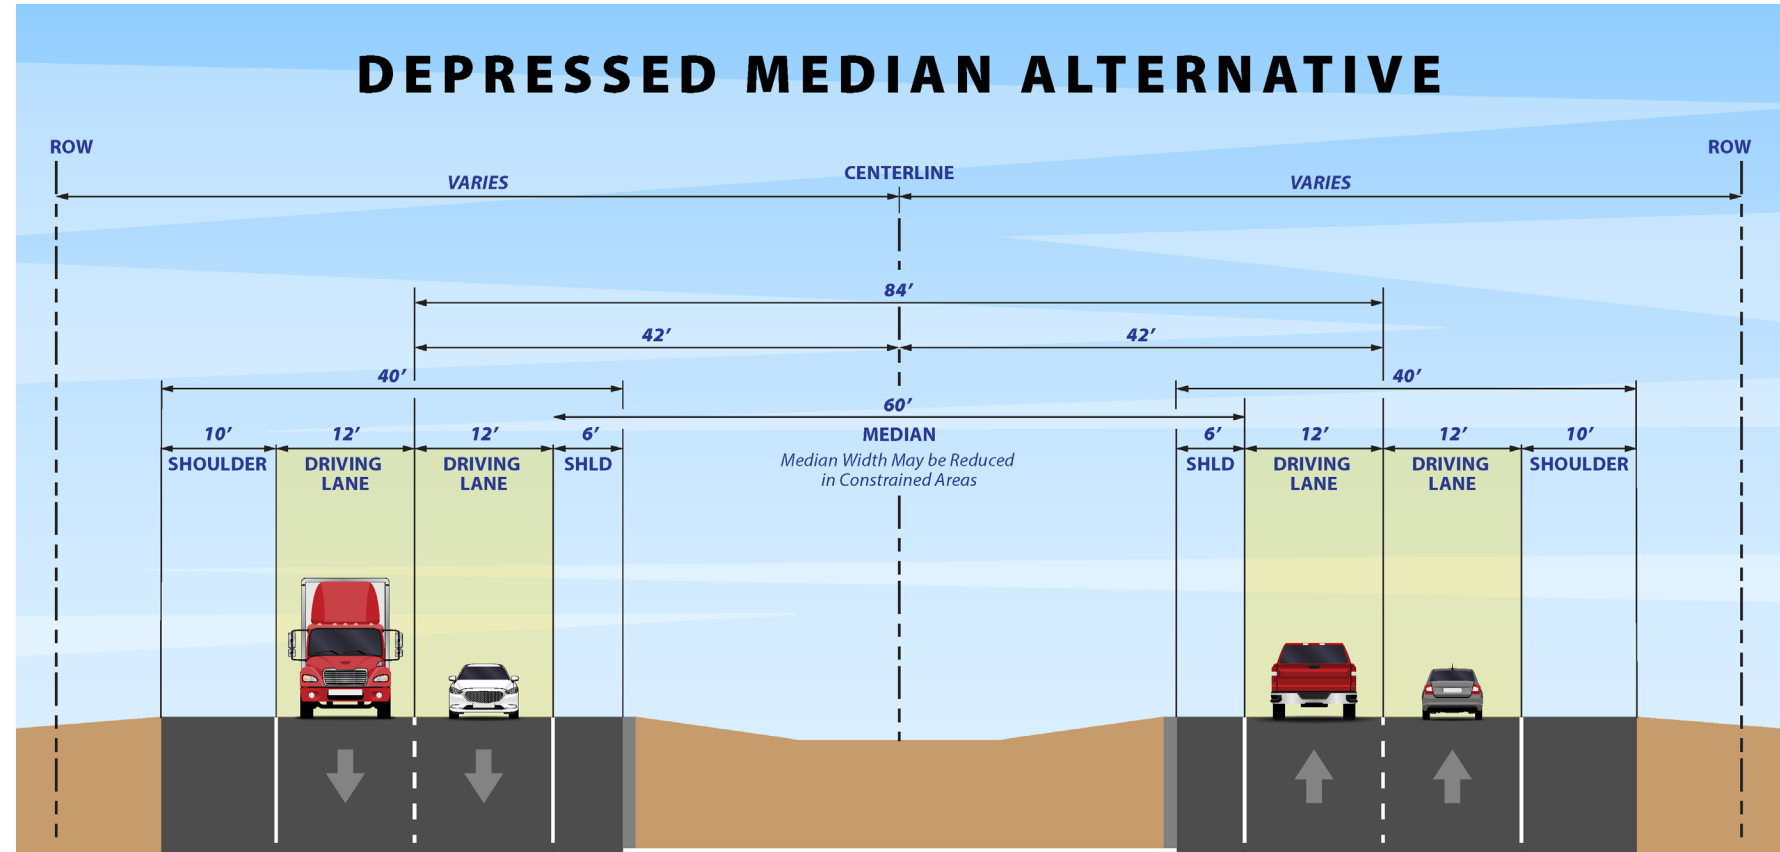 DEPRESSED MEDIAN ALTERNATIVE
ROW
ROW
CENTERLINE
VARIES
VARIES
84’
42’
42’
40’
40’
60’
10’
12’
12’
6’
MEDIAN
6’
12’
12’
10’
SHOULDER
DRIVING
LANE
DRIVING
LANE
SHLD
Median Width May be Reduced
in Constrained Areas
SHLD
DRIVING
LANE
DRIVING
LANE
SHOULDER